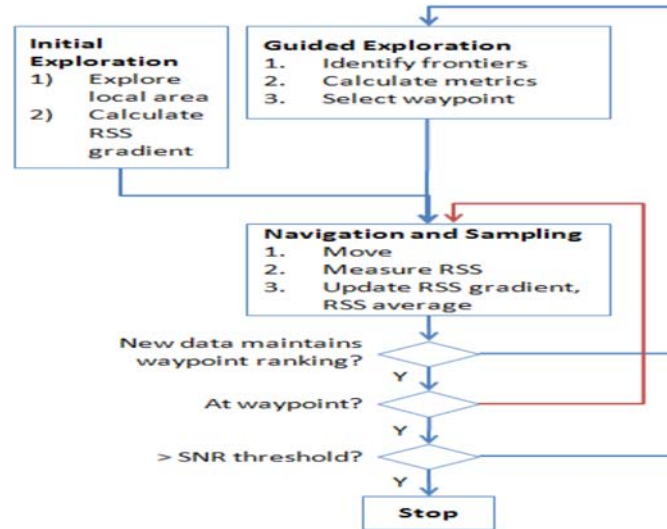 Initial
Exploration
1) Explore
local area
2) Calculate
RSS
gradient
Guided Exploration
1. Identify frontiers
2. Calculate metrics
3. Select waypoint
Navigation and Sampling
1. Move
2. Measure RSS
3. Update RSS gradient,
RSS average
New data maintains
waypoint ranking?
Y
At waypoint?
Y
> SNR threshold?
Y
Stop